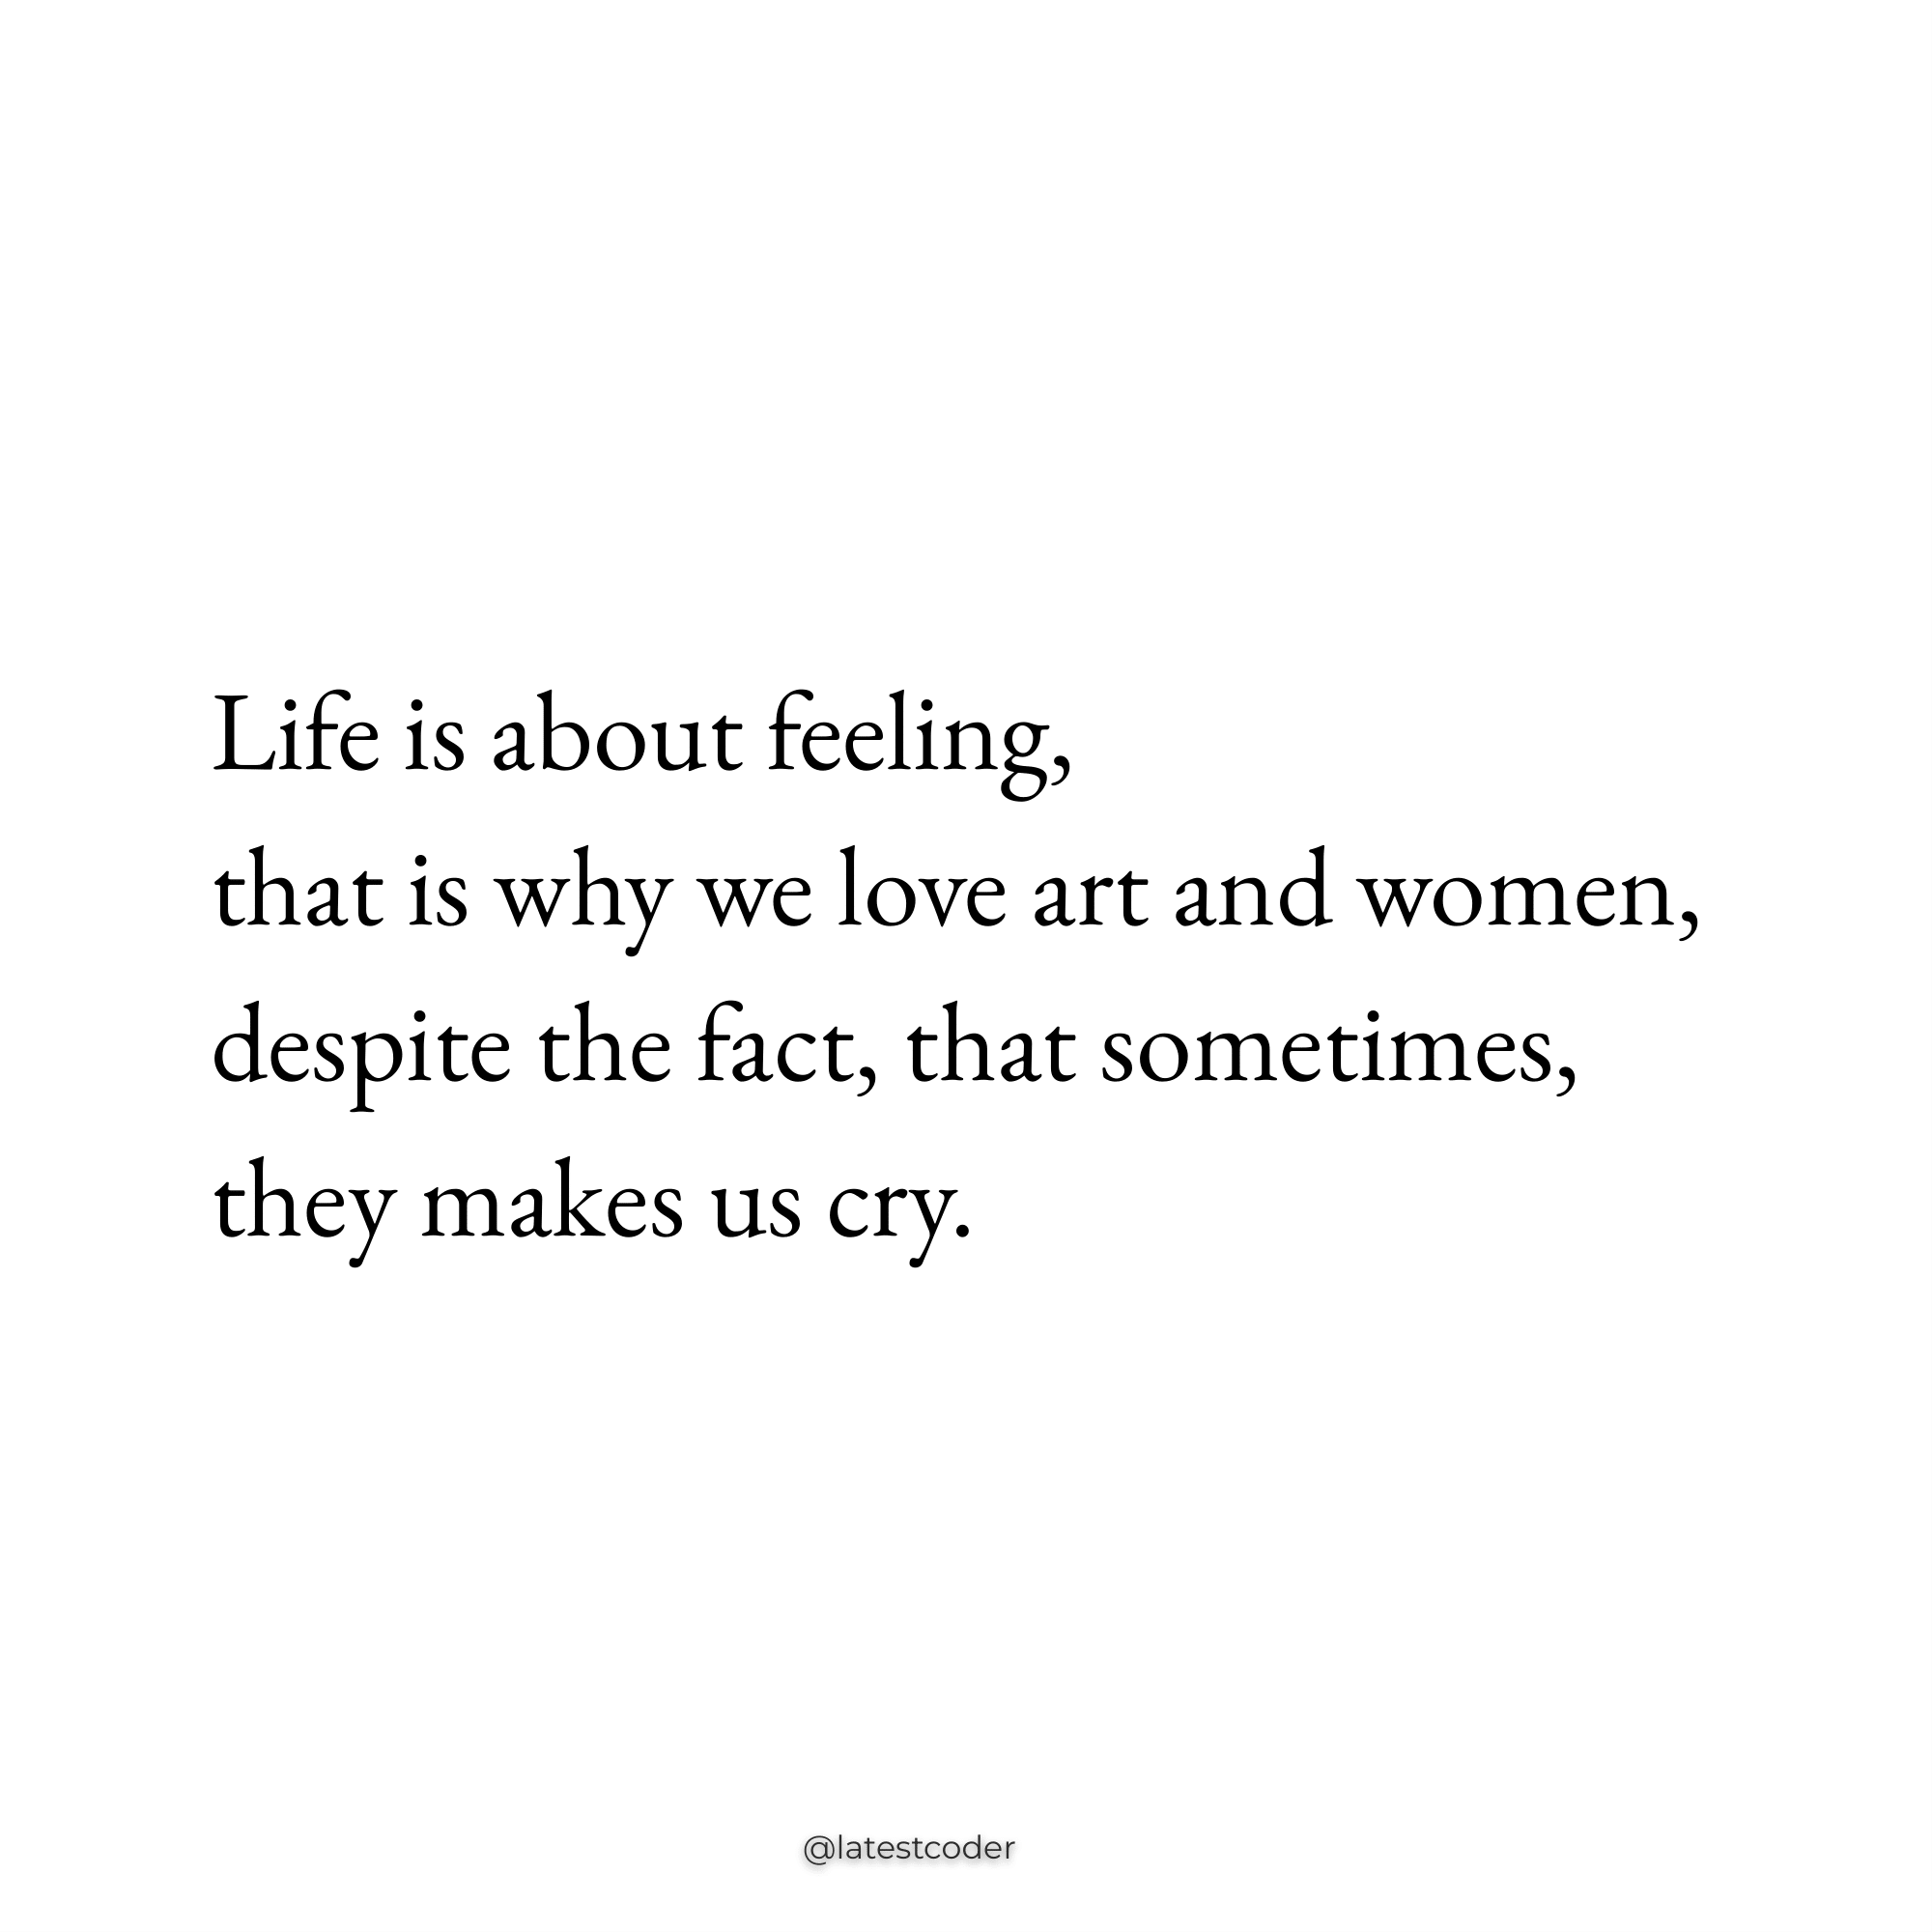 Life is about feeling,
that is why we love art and women,
despite the fact, that sometimes,
they makes us cry.
@latestcoder